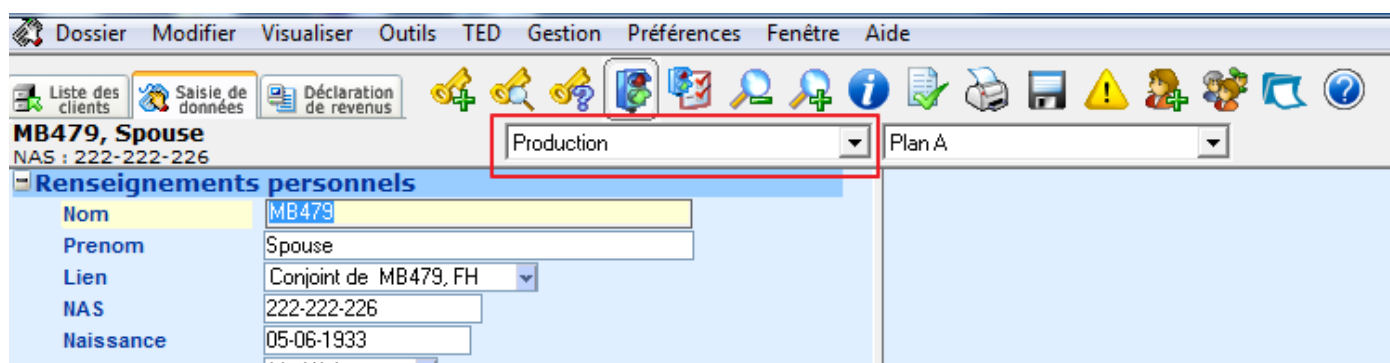 Dossier Modifier Visualiser Outils TED Gestion Préférences Fenêtre Aide
Liste des clients Saisie de données Déclaration de revenus
MB479, Spouse
NAS : 222-222-226
Production Plan A
Renseignements personnels
Nom MB479
Prenom Spouse
Lien Conjoint de MB479, FH
NAS 222-222-226
Naissance 05-06-1933